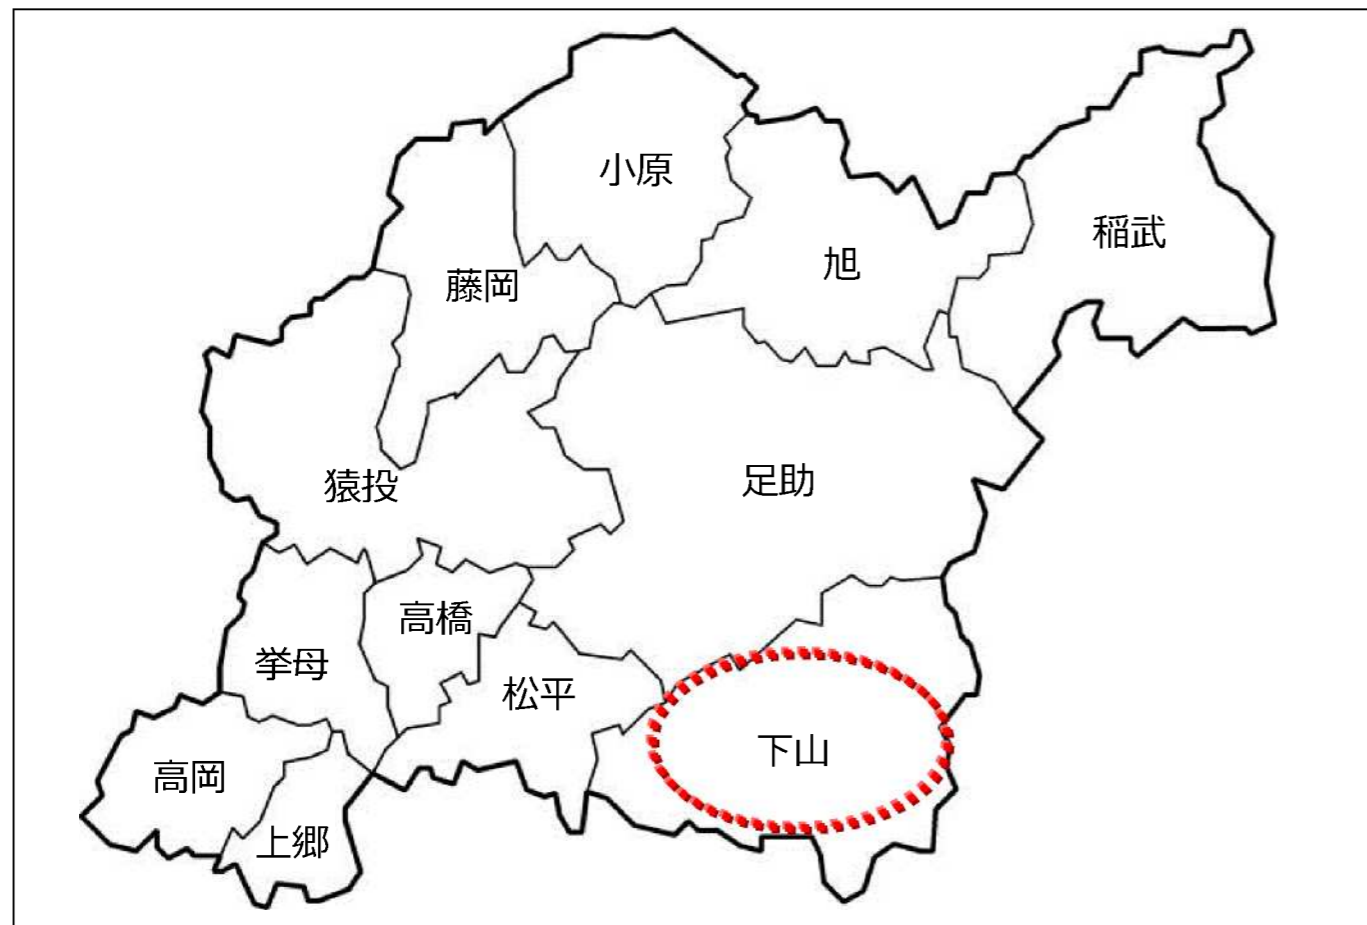 小原
稲武
旭
藤岡
足助
猿投
高橋
挙母
松平
下山
高岡
上郷